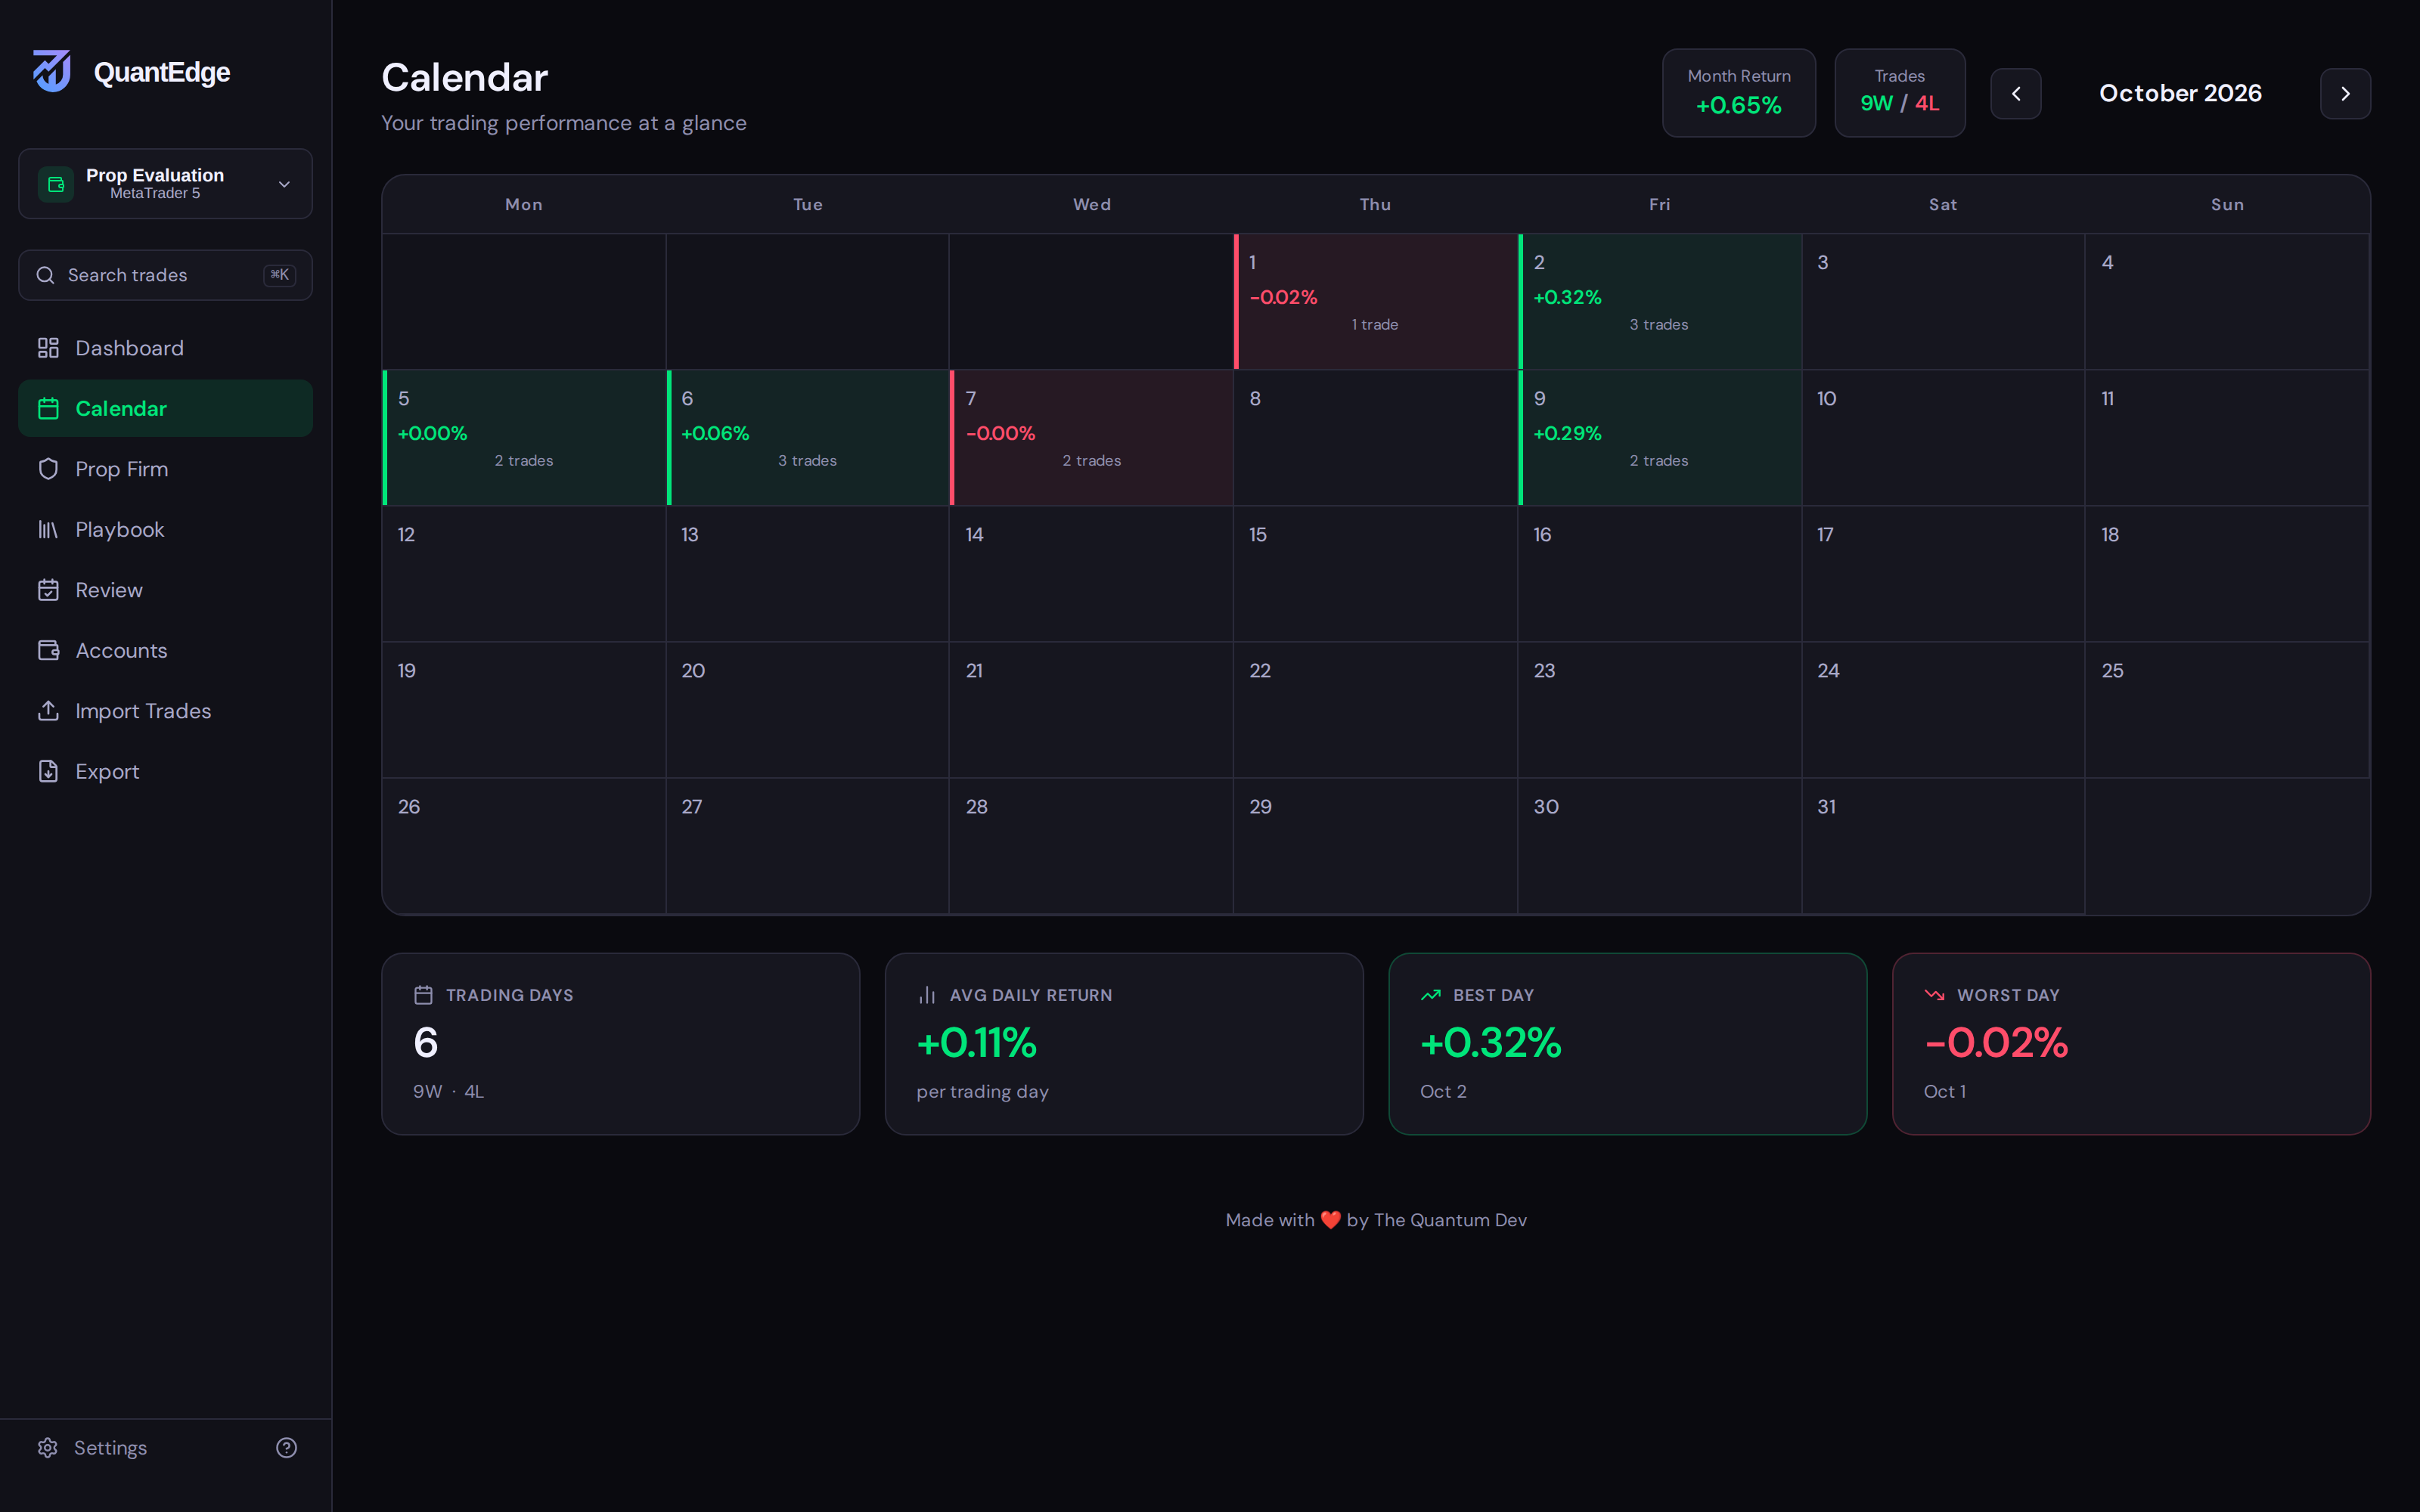 QuantEdge
Prop Evaluation
MetaTrader 5
Search trades ⌘K
Dashboard
Calendar
Prop Firm
Playbook
Review
Accounts
Import Trades
Export
Settings
Calendar
Your trading performance at a glance
Month Return
+0.65%
Trades
9W / 4L
October 2026
Mon Tue Wed Thu Fri Sat Sun
1 2 3 4
-0.02% +0.32%
1 trade 3 trades
5 6 7 8 9 10 11
+0.00% +0.06% -0.00% +0.29%
2 trades 3 trades 2 trades 2 trades
12 13 14 15 16 17 18
19 20 21 22 23 24 25
26 27 28 29 30 31
TRADING DAYS
6
9W · 4L
AVG DAILY RETURN
+0.11%
per trading day
BEST DAY
+0.32%
Oct 2
WORST DAY
-0.02%
Oct 1
Made with ❤️ by The Quantum Dev